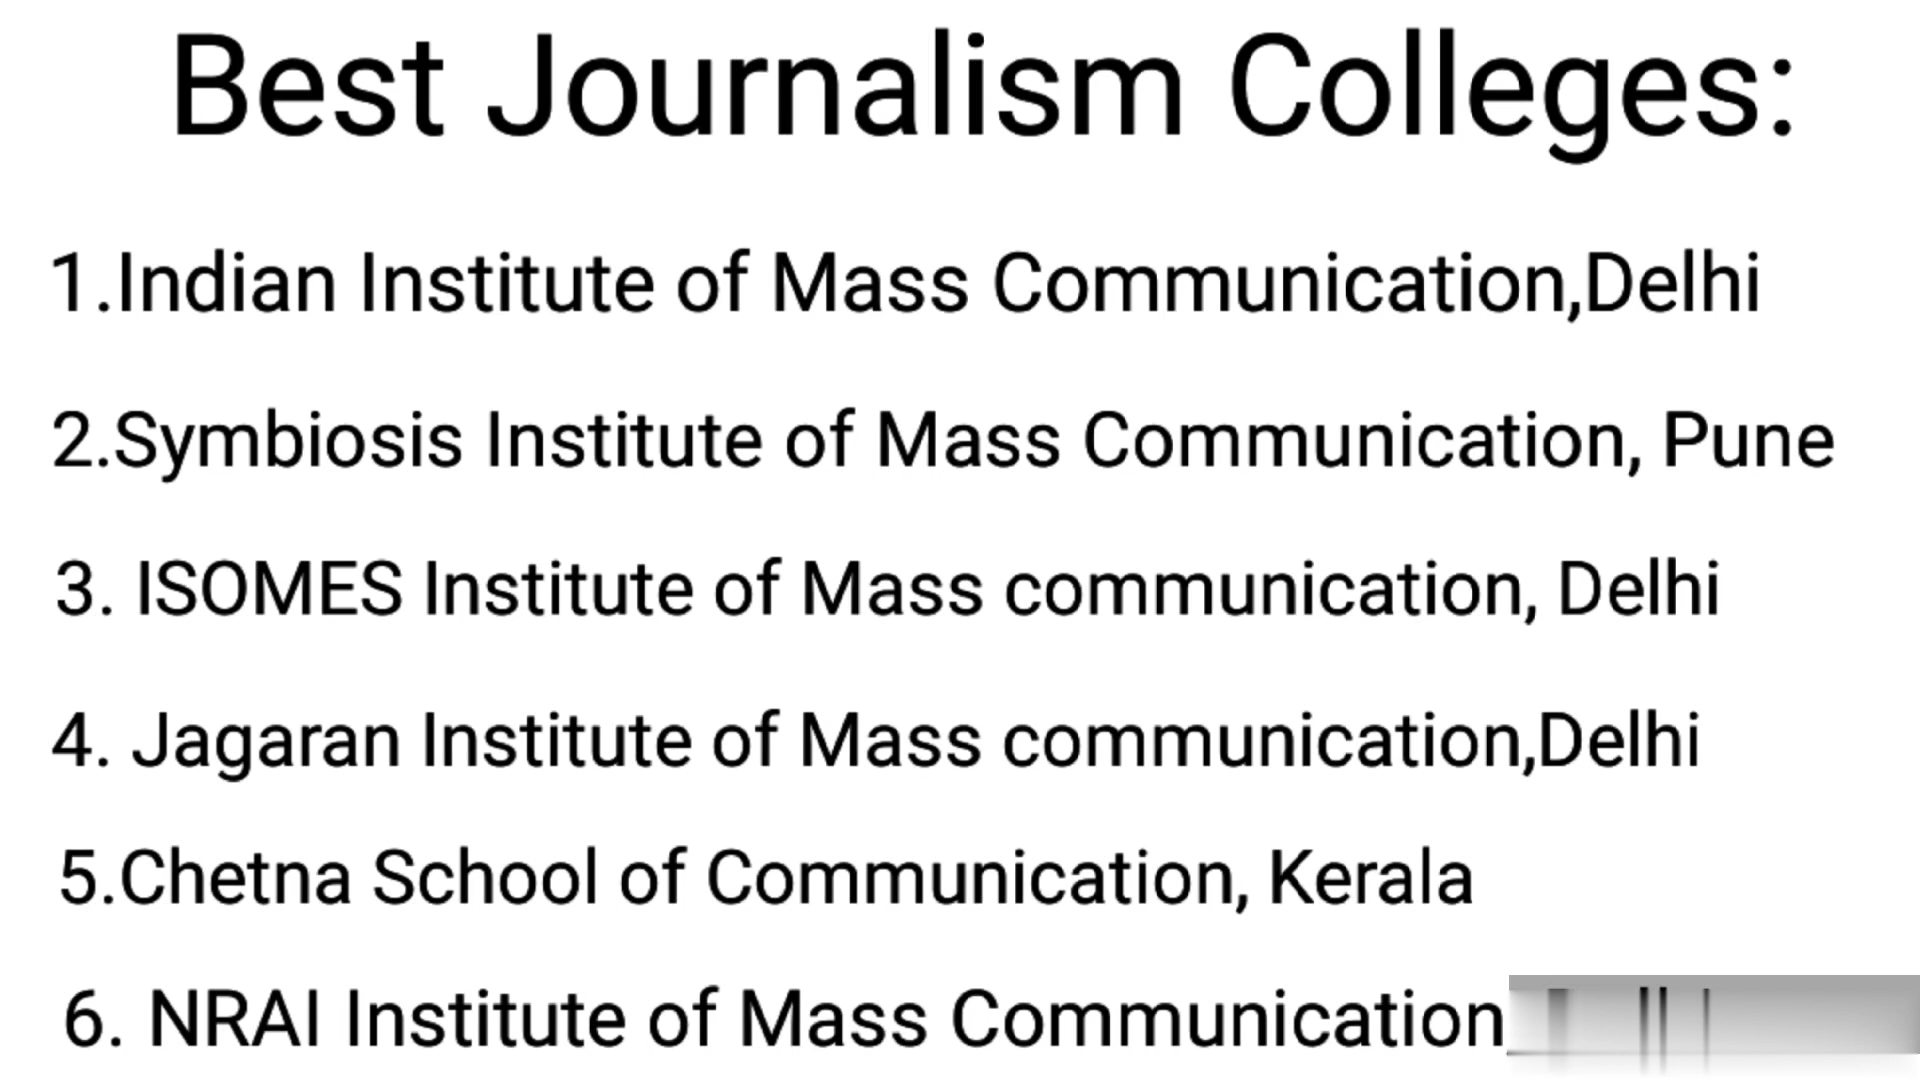 Best Journalism Colleges:
1.Indian Institute of Mass Communication,Delhi
2.Symbiosis Institute of Mass Communication, Pune
3. ISOMES Institute of Mass communication, Delhi
4. Jagaran Institute of Mass communication,Delhi
5.Chetna School of Communication, Kerala
6. NRAI Institute of Mass Communication